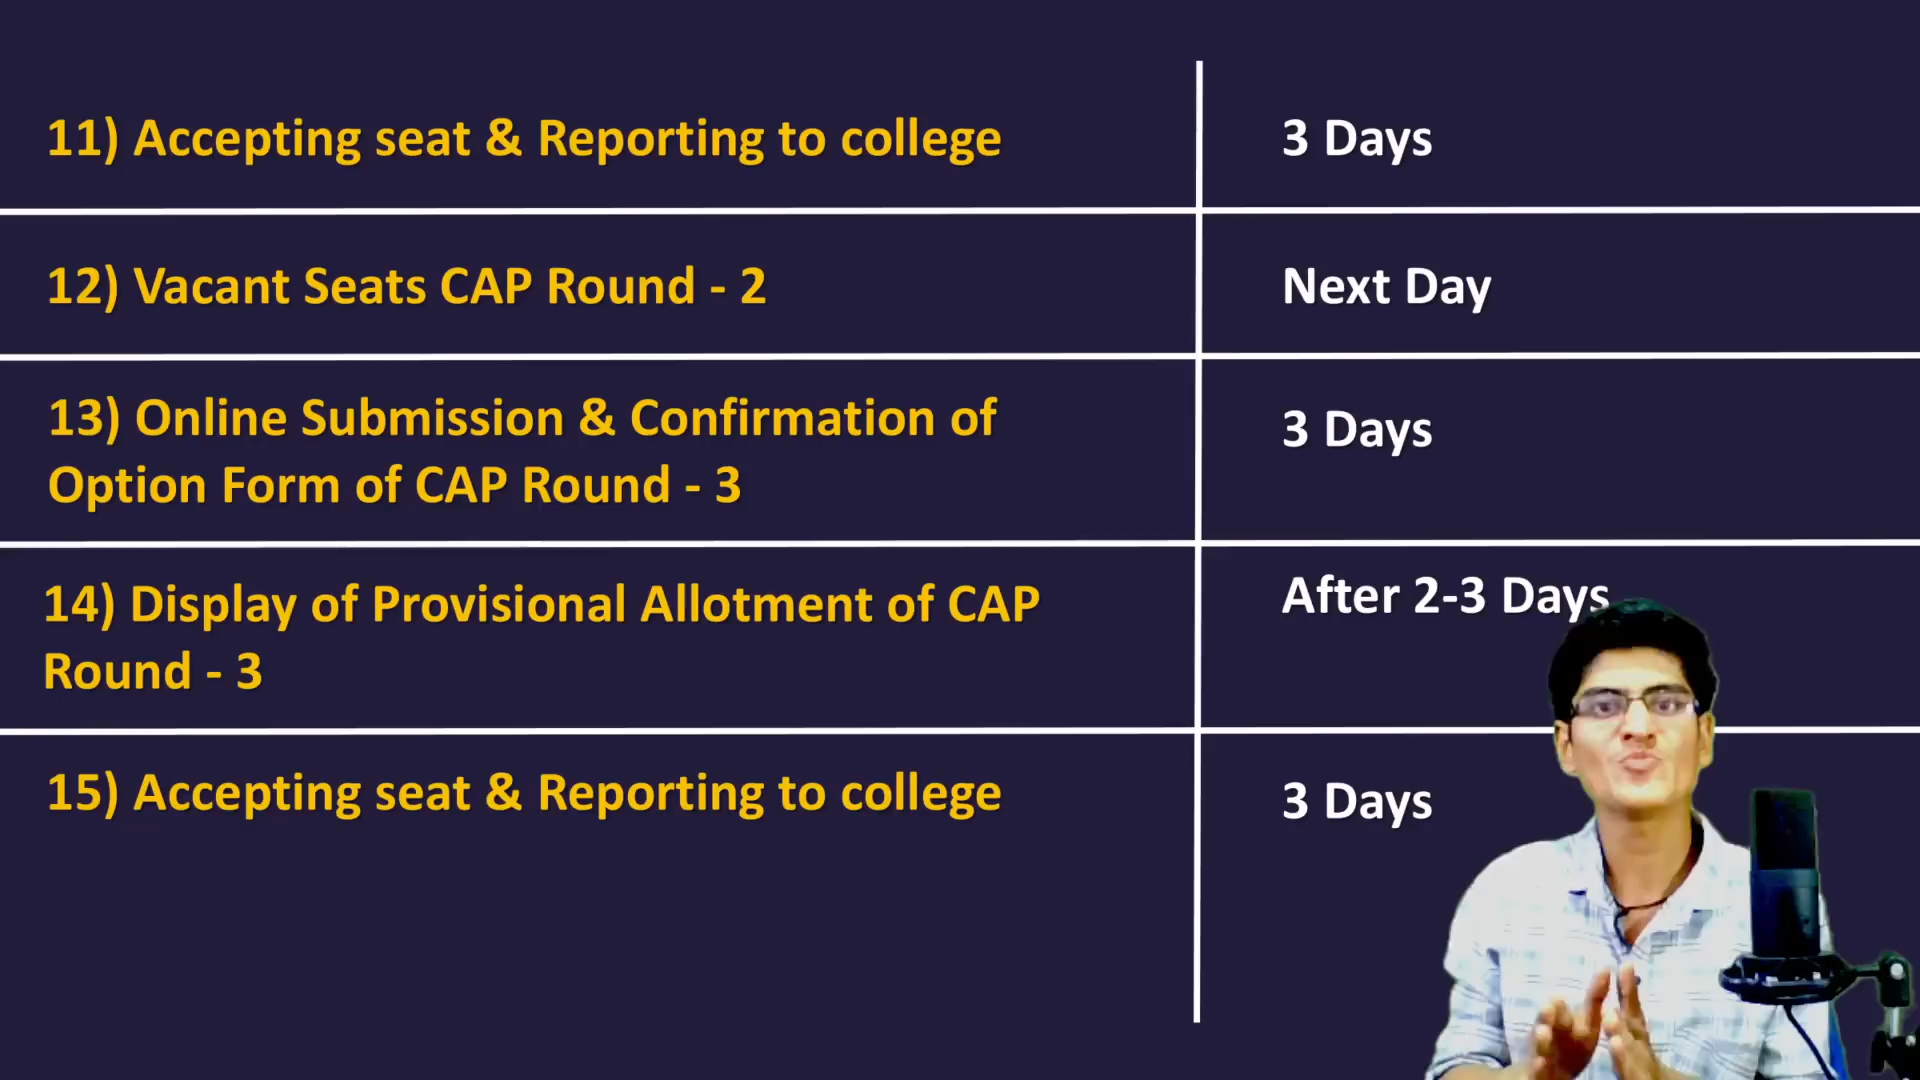 11) Accepting seat & Reporting to college
3 Days
12) Vacant Seats CAP Round - 2
Next Day
13) Online Submission & Confirmation of
Option Form of CAP Round - 3
3 Days
14) Display of Provisional Allotment of CAP
Round - 3
After 2-3 Days
15) Accepting seat & Reporting to college
3 Days